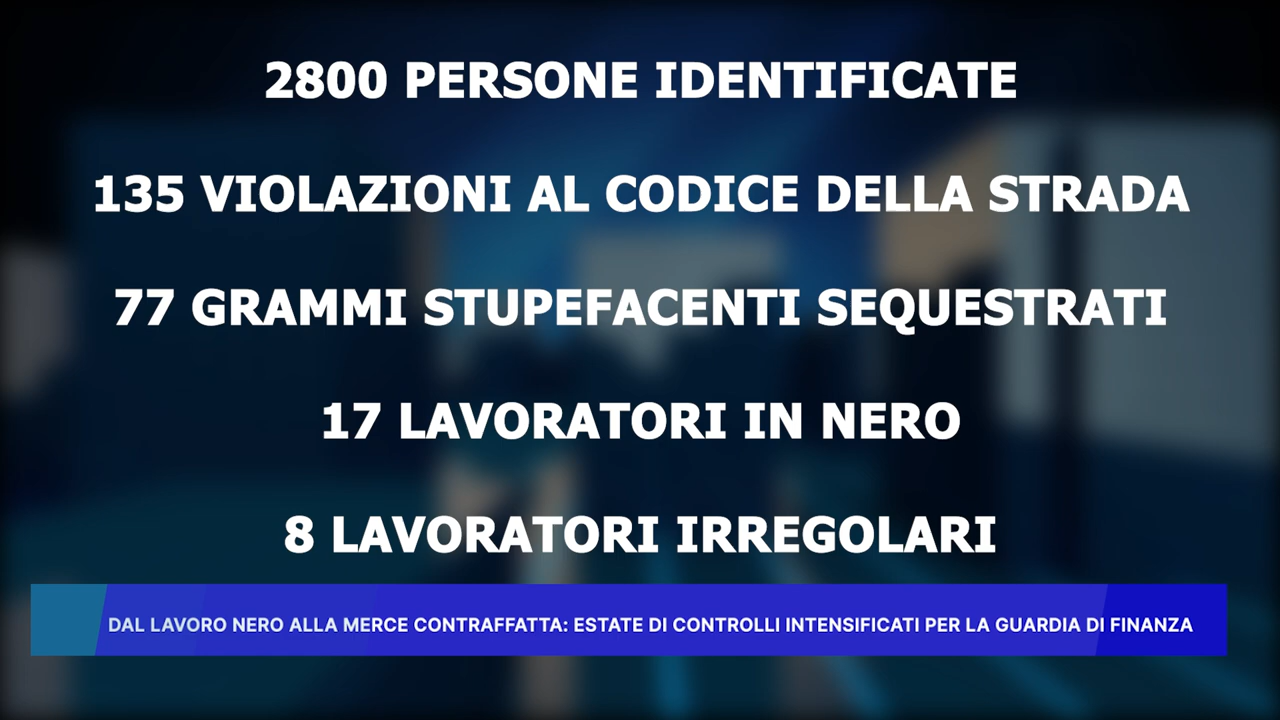 2800 PERSONE IDENTIFICATE
135 VIOLAZIONI AL CODICE DELLA STRADA
77 GRAMMI STUPEFACENTI SEQUESTRATI
17 LAVORATORI IN NERO
8 LAVORATORI IRREGOLARI
DAL LAVORO NERO ALLA MERCE CONTRAFFATTA: ESTATE DI CONTROLLI INTENSIFICATI PER LA GUARDIA DI FINANZA